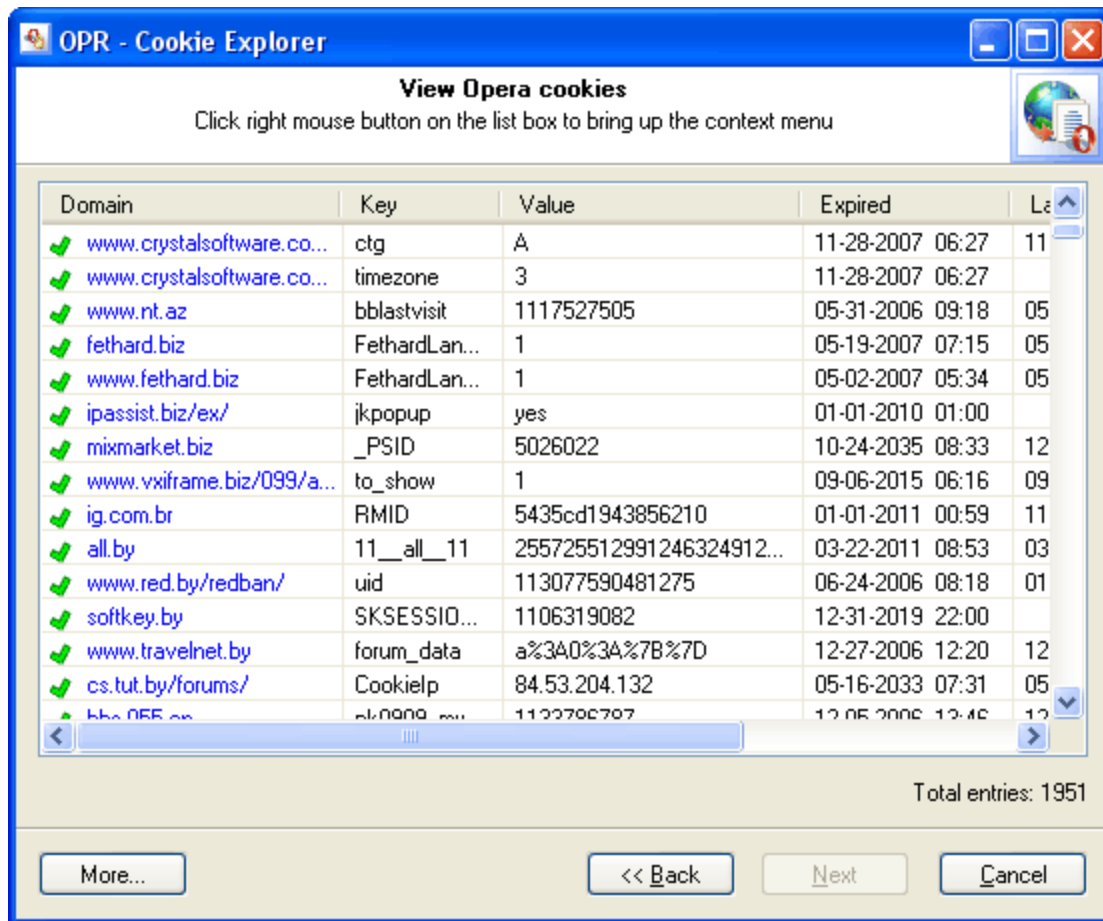 OPR - Cookie Explorer
View Opera cookies
Click right mouse button on the list box to bring up the context menu
Domain Key Value Expired La
www.crystalsoftware.co... ctg A 11-28-2007 06:27 11
www.crystalsoftware.co... timezone 3 11-28-2007 06:27
www.nt.az bblastvisit 1117527505 05-31-2006 09:18 05
fethard.biz FethardLan... 1 05-19-2007 07:15 05
www.fethard.biz FethardLan... 1 05-02-2007 05:34 05
ipassist.biz/ex/ jkpopup yes 01-01-2010 01:00
mixmarket.biz _PSID 5026022 10-24-2035 08:33 12
www.vxiframe.biz/099/a... to_show 1 09-06-2015 06:16 09
ig.com.br RMID 5435cd1943856210 01-01-2011 00:59 11
all.by 11__all__11 255725512991246324912... 03-22-2011 08:53 03
www.red.by/redban/ uid 113077590481275 06-24-2006 08:18 01
softkey.by SKSESSIO... 1106319082 12-31-2019 22:00
www.travelnet.by forum_data a%3A0%3A%7B%7D 12-27-2006 12:20 12
cs.tut.by/forums/ CookieIp 84.53.204.132 05-16-2033 07:31 05
Total entries: 1951
More... << Back Next Cancel